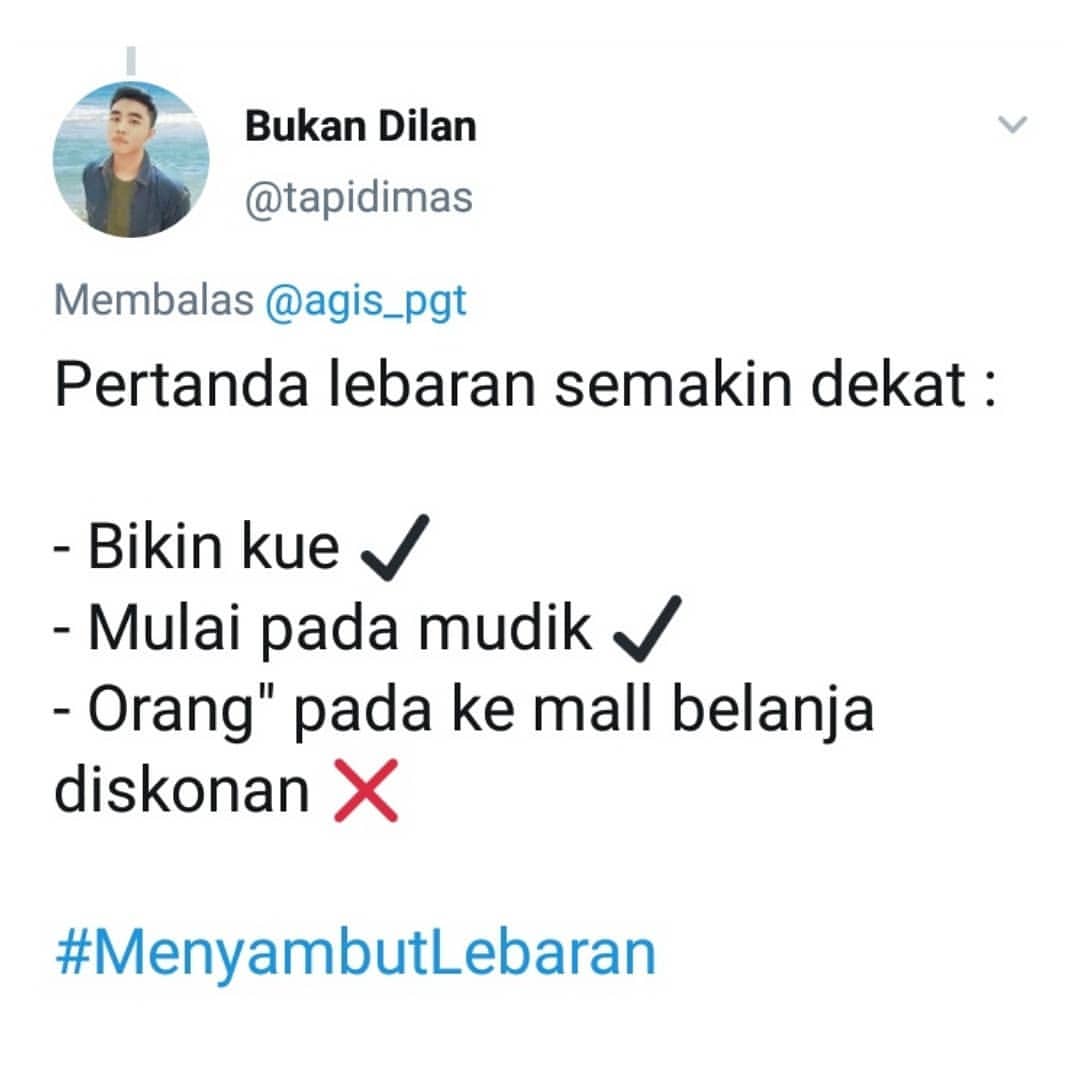 Bukan Dilan
@tapidimas
Membalas @agis_pgt
Pertanda lebaran semakin dekat :
- Bikin kue ✔
- Mulai pada mudik ✔
- Orang" pada ke mall belanja
diskonan ❌
#MenyambutLebaran